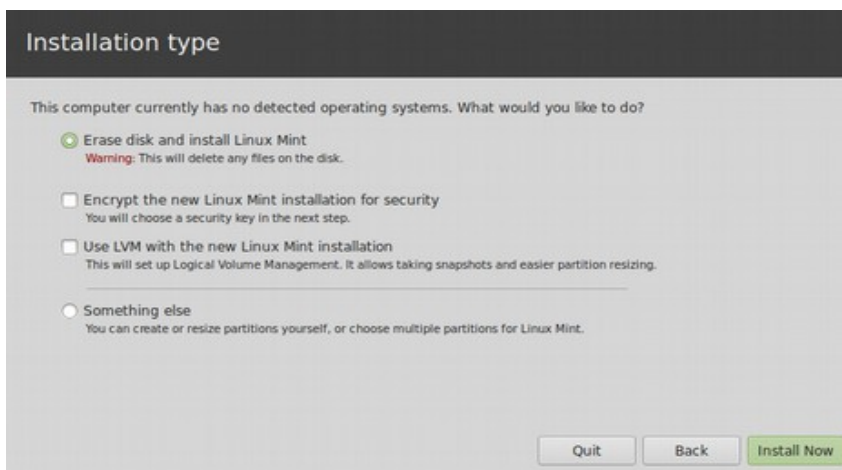 Installation type
This computer currently has no detected operating systems. What would you like to do?
Erase disk and install Linux Mint
Warning: This will delete any files on the disk.
Encrypt the new Linux Mint installation for security
You will choose a security key in the next step.
Use LVM with the new Linux Mint installation
This will set up Logical Volume Management. It allows taking snapshots and easier partition resizing.
Something else
You can create or resize partitions yourself, or choose multiple partitions for Linux Mint.
Quit Back Install Now